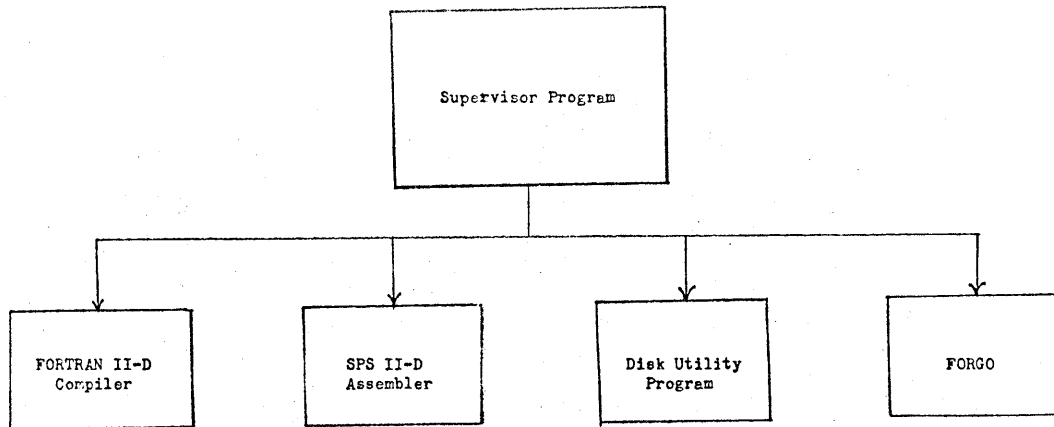 Supervisor Program
FORTRAN II-D
Compiler
SPS II-D
Assembler
Disk Utility
Program
FORGO